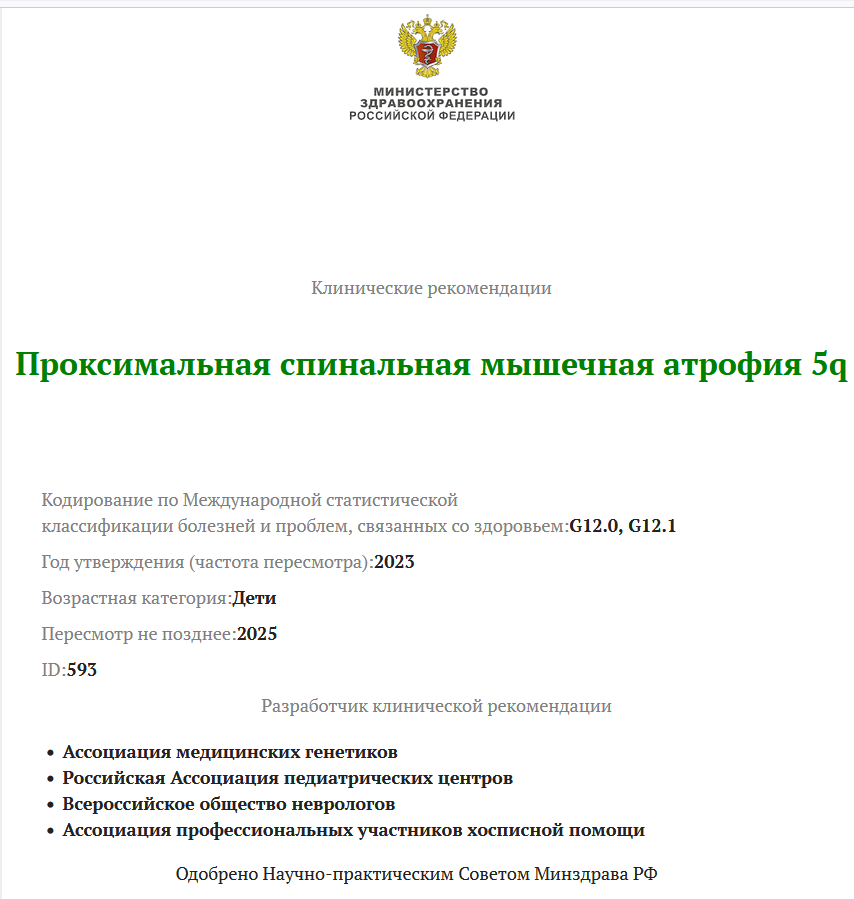 МИНИСТЕРСТВО
ЗДРАВООХРАНЕНИЯ
РОССИЙСКОЙ ФЕДЕРАЦИИ
Клинические рекомендации
Проксимальная спинальная мышечная атрофия 5q
Кодирование по Международной статистической
классификации болезней и проблем, связанных со здоровьем:G12.0, G12.1
Год утверждения (частота пересмотра):2023
Возрастная категория:Дети
Пересмотр не позднее:2025
ID:593
Разработчик клинической рекомендации
• Ассоциация медицинских генетиков
• Российская Ассоциация педиатрических центров
• Всероссийское общество неврологов
• Ассоциация профессиональных участников хосписной помощи
Одобрено Научно-практическим Советом Минздрава РФ